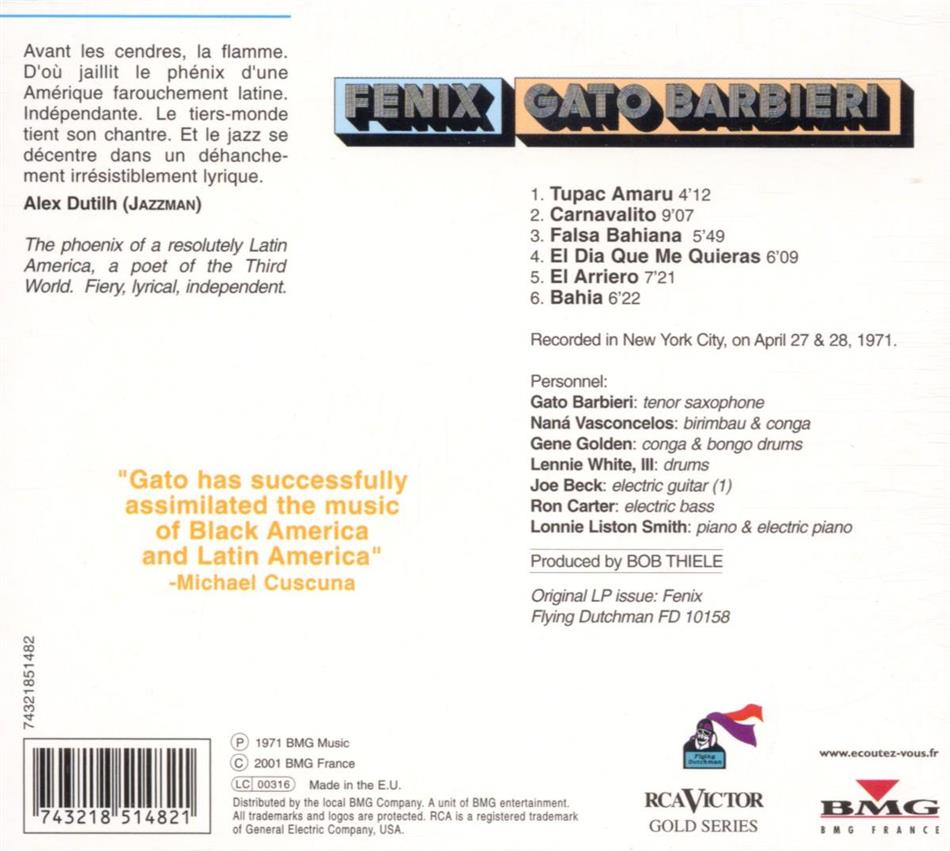 Avant les cendres, la flamme.
D'où jaillit le phénix d'une
Amérique farouchement latine.
Indépendante. Le tiers-monde
tient son chantre. Et le jazz se
décentre dans un déhanche-
ment irrésistiblement lyrique.
Alex Dutilh (JAZZMAN)
The phoenix of a resolutely Latin
America, a poet of the Third
World. Fiery, lyrical, independent.
"Gato has successfully
assimilated the music
of Black America
and Latin America"
-Michael Cuscuna
FENIX GATO BARBIERI
1. Tupac Amaru 4'12
2. Carnavalito 9'07
3. Falsa Bahiana 5'49
4. El Dia Que Me Quieras 6'09
5. El Arriero 7'21
6. Bahia 6'22
Recorded in New York City, on April 27 & 28, 1971.
Personnel:
Gato Barbieri: tenor saxophone
Naná Vasconcelos: birimbau & conga
Gene Golden: conga & bongo drums
Lennie White, III: drums
Joe Beck: electric guitar (1)
Ron Carter: electric bass
Lonnie Liston Smith: piano & electric piano
Produced by BOB THIELE
Original LP issue: Fenix
Flying Dutchman FD 10158
74321851482
7 43218 514821
Ⓟ 1971 BMG Music
© 2001 BMG France
LC 00316 Made in the E.U.
Distributed by the local BMG Company. A unit of BMG entertainment.
All trademarks and logos are protected. RCA is a registered trademark
of General Electric Company, USA.
Flying
Dutchman
RCA VICTOR
GOLD SERIES
www.ecoutez-vous.fr
BMG
BMG FRANCE